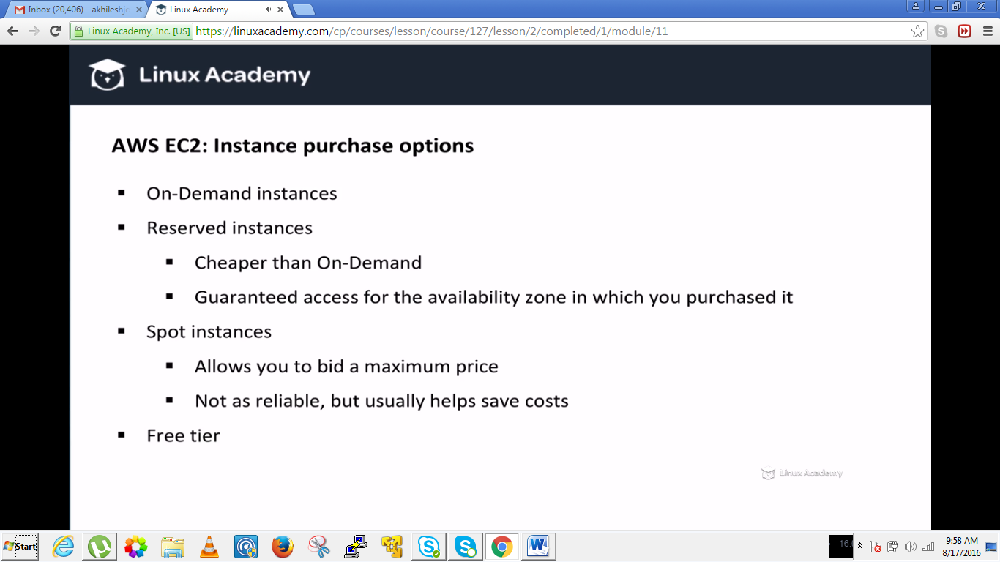 Inbox (20,406) - akhileshjc
Linux Academy
Linux Academy, Inc. [US]
https://linuxacademy.com/cp/courses/lesson/course/127/lesson/2/completed/1/module/11
Linux Academy
AWS EC2: Instance purchase options
▪ On-Demand instances
▪ Reserved instances
▪ Cheaper than On-Demand
▪ Guaranteed access for the availability zone in which you purchased it
▪ Spot instances
▪ Allows you to bid a maximum price
▪ Not as reliable, but usually helps save costs
▪ Free tier
Linux Academy
Start
9:58 AM
8/17/2016